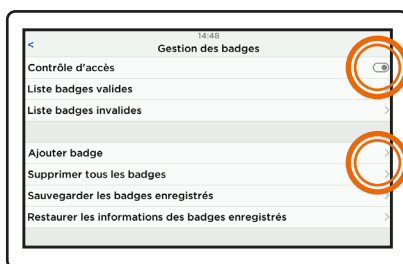 14:48
< Gestion des badges
Contrôle d'accès
Liste badges valides >
Liste badges invalides >
Ajouter badge >
Supprimer tous les badges >
Sauvegarder les badges enregistrés >
Restaurer les informations des badges enregistrés >